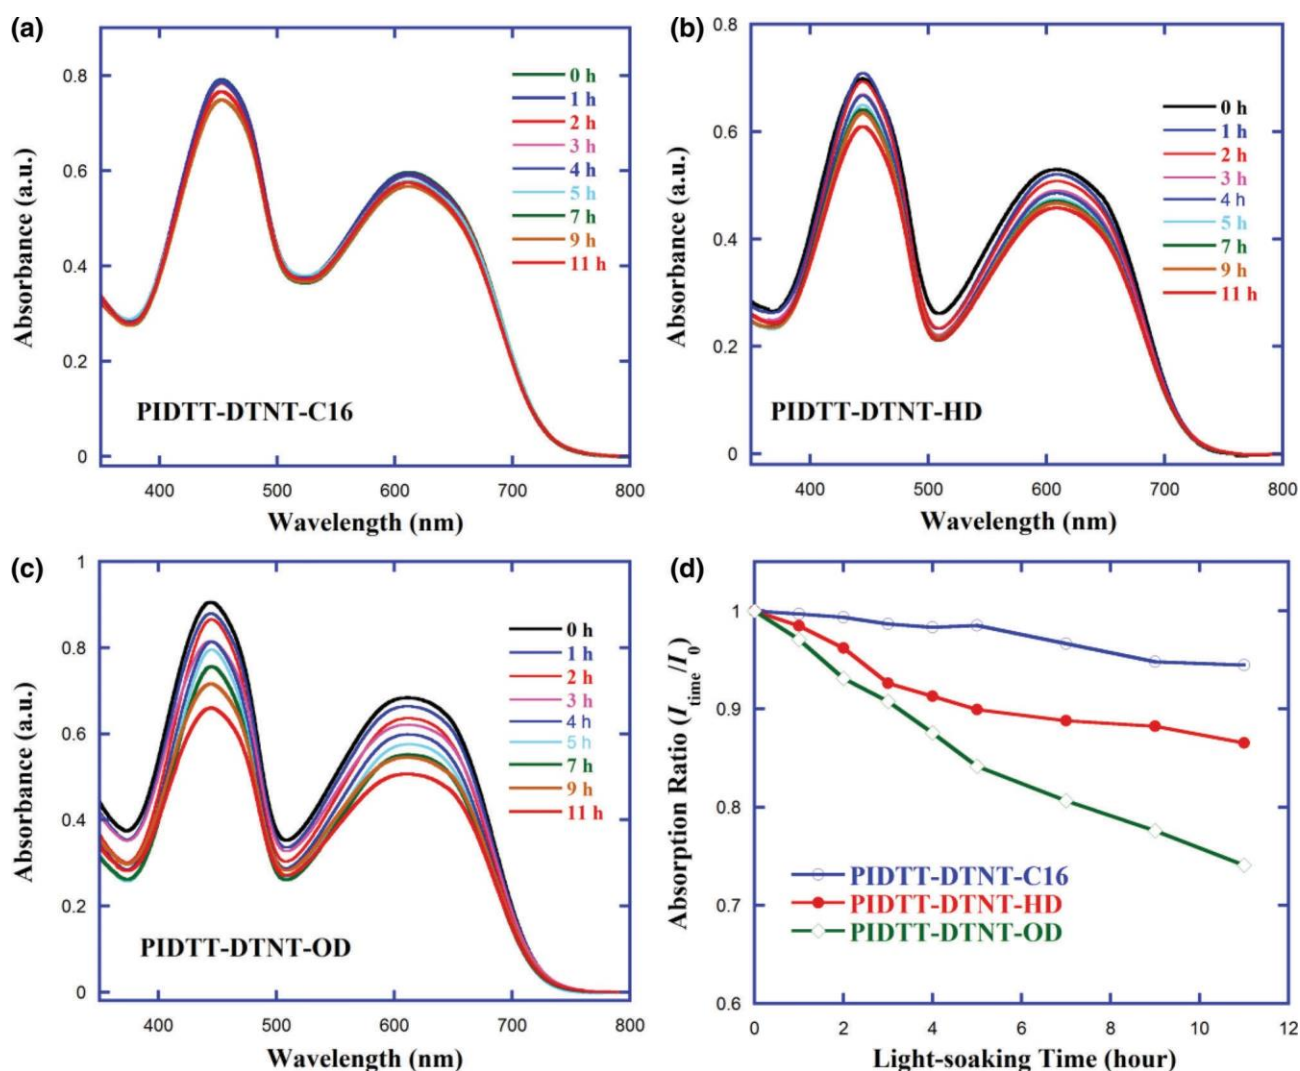 (a)
0.8
0.6
0.4
0.2
0
Absorbance (a.u.)
0 h
1 h
2 h
3 h
4 h
5 h
7 h
9 h
11 h
PIDTT-DTNT-C16
400 500 600 700 800
Wavelength (nm)
(b)
0.8
0.6
0.4
0.2
0
Absorbance (a.u.)
0 h
1 h
2 h
3 h
4 h
5 h
7 h
9 h
11 h
PIDTT-DTNT-HD
400 500 600 700 800
Wavelength (nm)
(c)
1
0.8
0.6
0.4
0.2
0
Absorbance (a.u.)
0 h
1 h
2 h
3 h
4 h
5 h
7 h
9 h
11 h
PIDTT-DTNT-OD
400 500 600 700 800
Wavelength (nm)
(d)
1
0.9
0.8
0.7
0.6
Absorption Ratio (I time /I 0)
PIDTT-DTNT-C16
PIDTT-DTNT-HD
PIDTT-DTNT-OD
0 2 4 6 8 10 12
Light-soaking Time (hour)